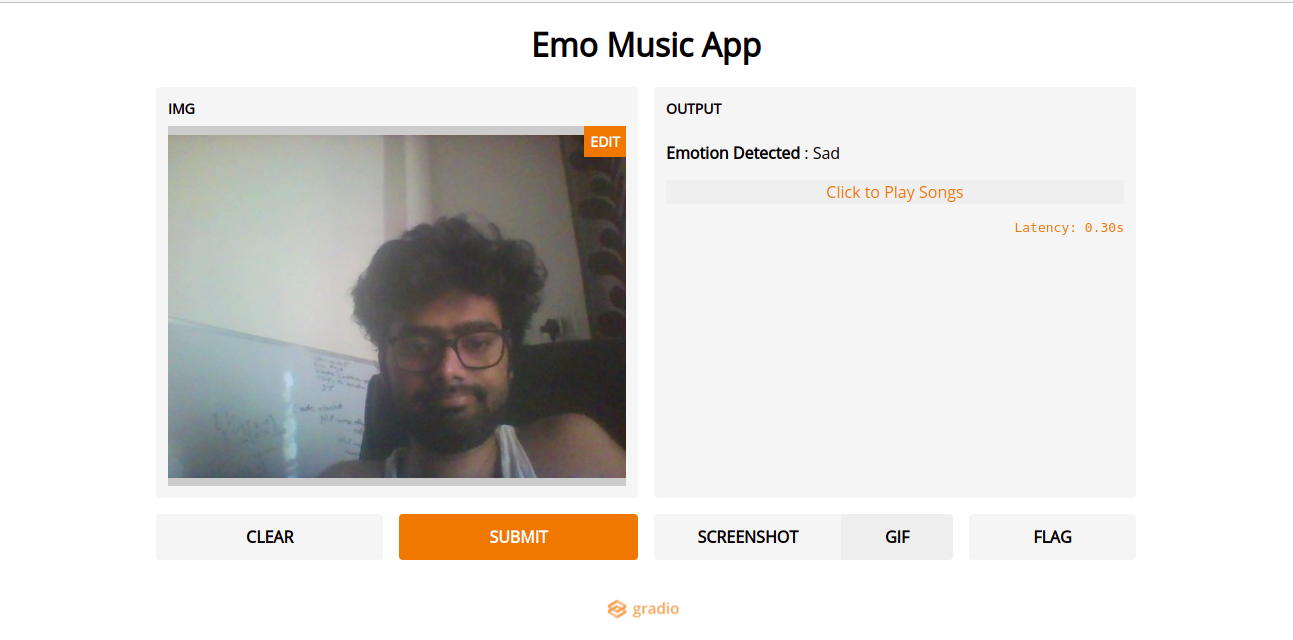 Emo Music App
IMG
EDIT
OUTPUT
Emotion Detected : Sad
Click to Play Songs
Latency: 0.30s
CLEAR
SUBMIT
SCREENSHOT
GIF
FLAG
gradio